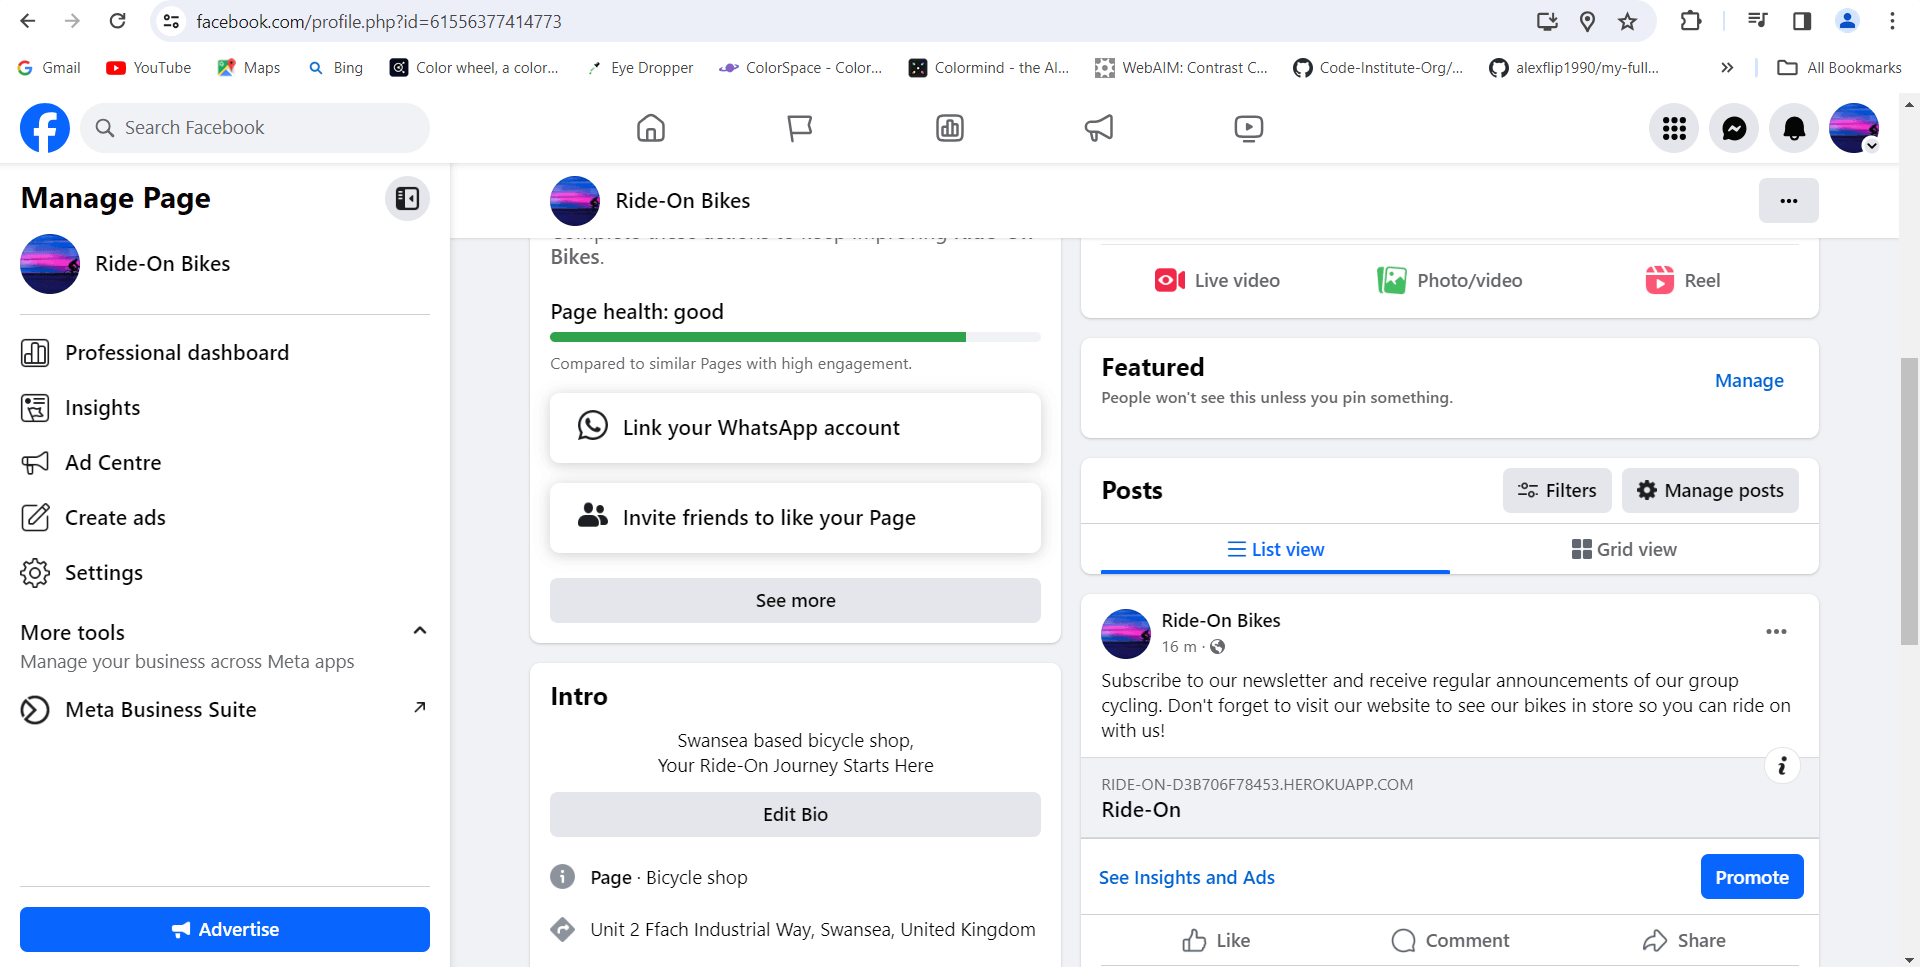 facebook.com/profile.php?id=61556377414773
Gmail
YouTube
Maps
Bing
Color wheel, a color...
Eye Dropper
ColorSpace - Color...
Colormind - the AI...
WebAIM: Contrast C...
Code-Institute-Org/...
alexflip1990/my-full...
All Bookmarks
Search Facebook
Manage Page
Ride-On Bikes
Professional dashboard
Insights
Ad Centre
Create ads
Settings
More tools
Manage your business across Meta apps
Meta Business Suite
Advertise
Ride-On Bikes
Complete these actions to keep improving Ride-On
Bikes.
Page health: good
Compared to similar Pages with high engagement.
Link your WhatsApp account
Invite friends to like your Page
See more
Intro
Swansea based bicycle shop,
Your Ride-On Journey Starts Here
Edit Bio
Page · Bicycle shop
Unit 2 Ffach Industrial Way, Swansea, United Kingdom
Live video
Photo/video
Reel
Featured
People won't see this unless you pin something.
Manage
Posts
Filters
Manage posts
List view
Grid view
Ride-On Bikes
16 m ·
Subscribe to our newsletter and receive regular announcements of our group
cycling. Don't forget to visit our website to see our bikes in store so you can ride on
with us!
RIDE-ON-D3B706F78453.HEROKUAPP.COM
Ride-On
See Insights and Ads
Promote
Like
Comment
Share